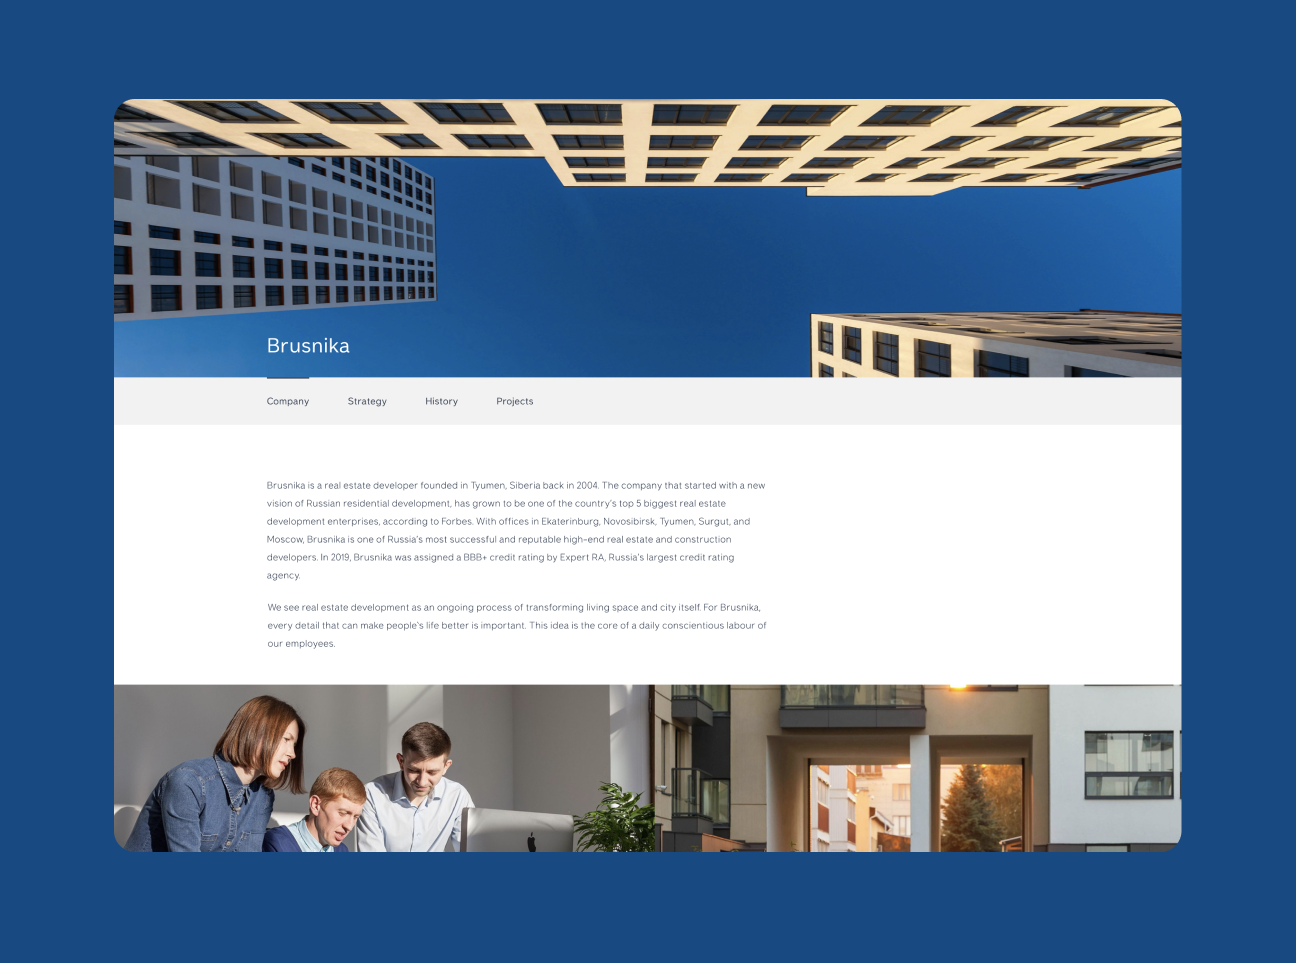 Brusnika
Company Strategy History Projects
Brusnika is a real estate developer founded in Tyumen, Siberia back in 2004. The company that started with a new
vision of Russian residential development, has grown to be one of the country's top 5 biggest real estate
development enterprises, according to Forbes. With offices in Ekaterinburg, Novosibirsk, Tyumen, Surgut, and
Moscow, Brusnika is one of Russia's most successful and reputable high-end real estate and construction
developers. In 2019, Brusnika was assigned a BBB+ credit rating by Expert RA, Russia's largest credit rating
agency.
We see real estate development as an ongoing process of transforming living space and city itself. For Brusnika,
every detail that can make people's life better is important. This idea is the core of a daily conscientious labour of
our employees.